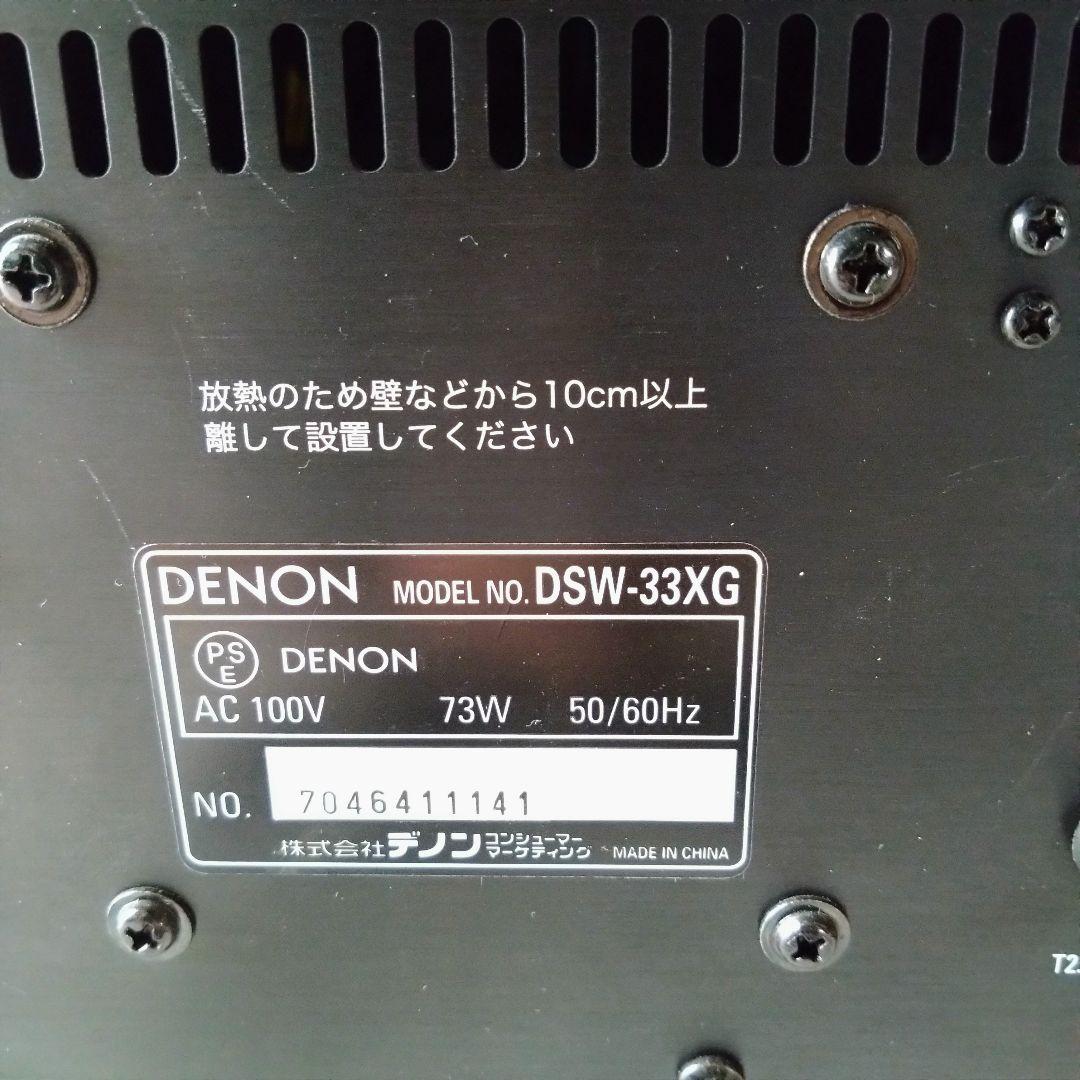 放熱のため壁などから10cm以上
離して設置してください
DENON MODEL NO. DSW-33XG
PSE DENON
AC 100V 73W 50/60Hz
NO. 7046411141
株式会社デノン コンシューマー
マーケティング MADE IN CHINA